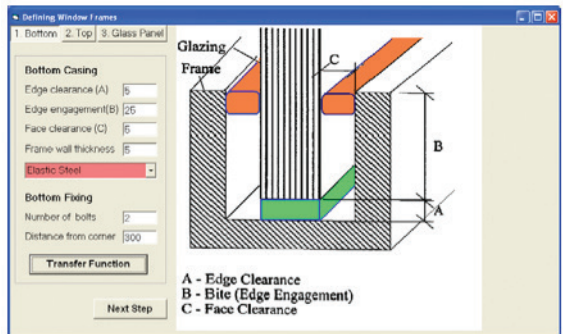 Defining Window Frames
1. Bottom 2. Top 3. Glass Panel
Bottom Casing
Edge clearance (A) 5
Edge engagement(B) 25
Face clearance (C) 5
Frame wall thickness 5
Elastic Steel
Bottom Fixing
Number of bolts 2
Distance from corner 300
Transfer Function
Next Step
Glazing
Frame
C
B
A
A - Edge Clearance
B - Bite (Edge Engagement)
C - Face Clearance